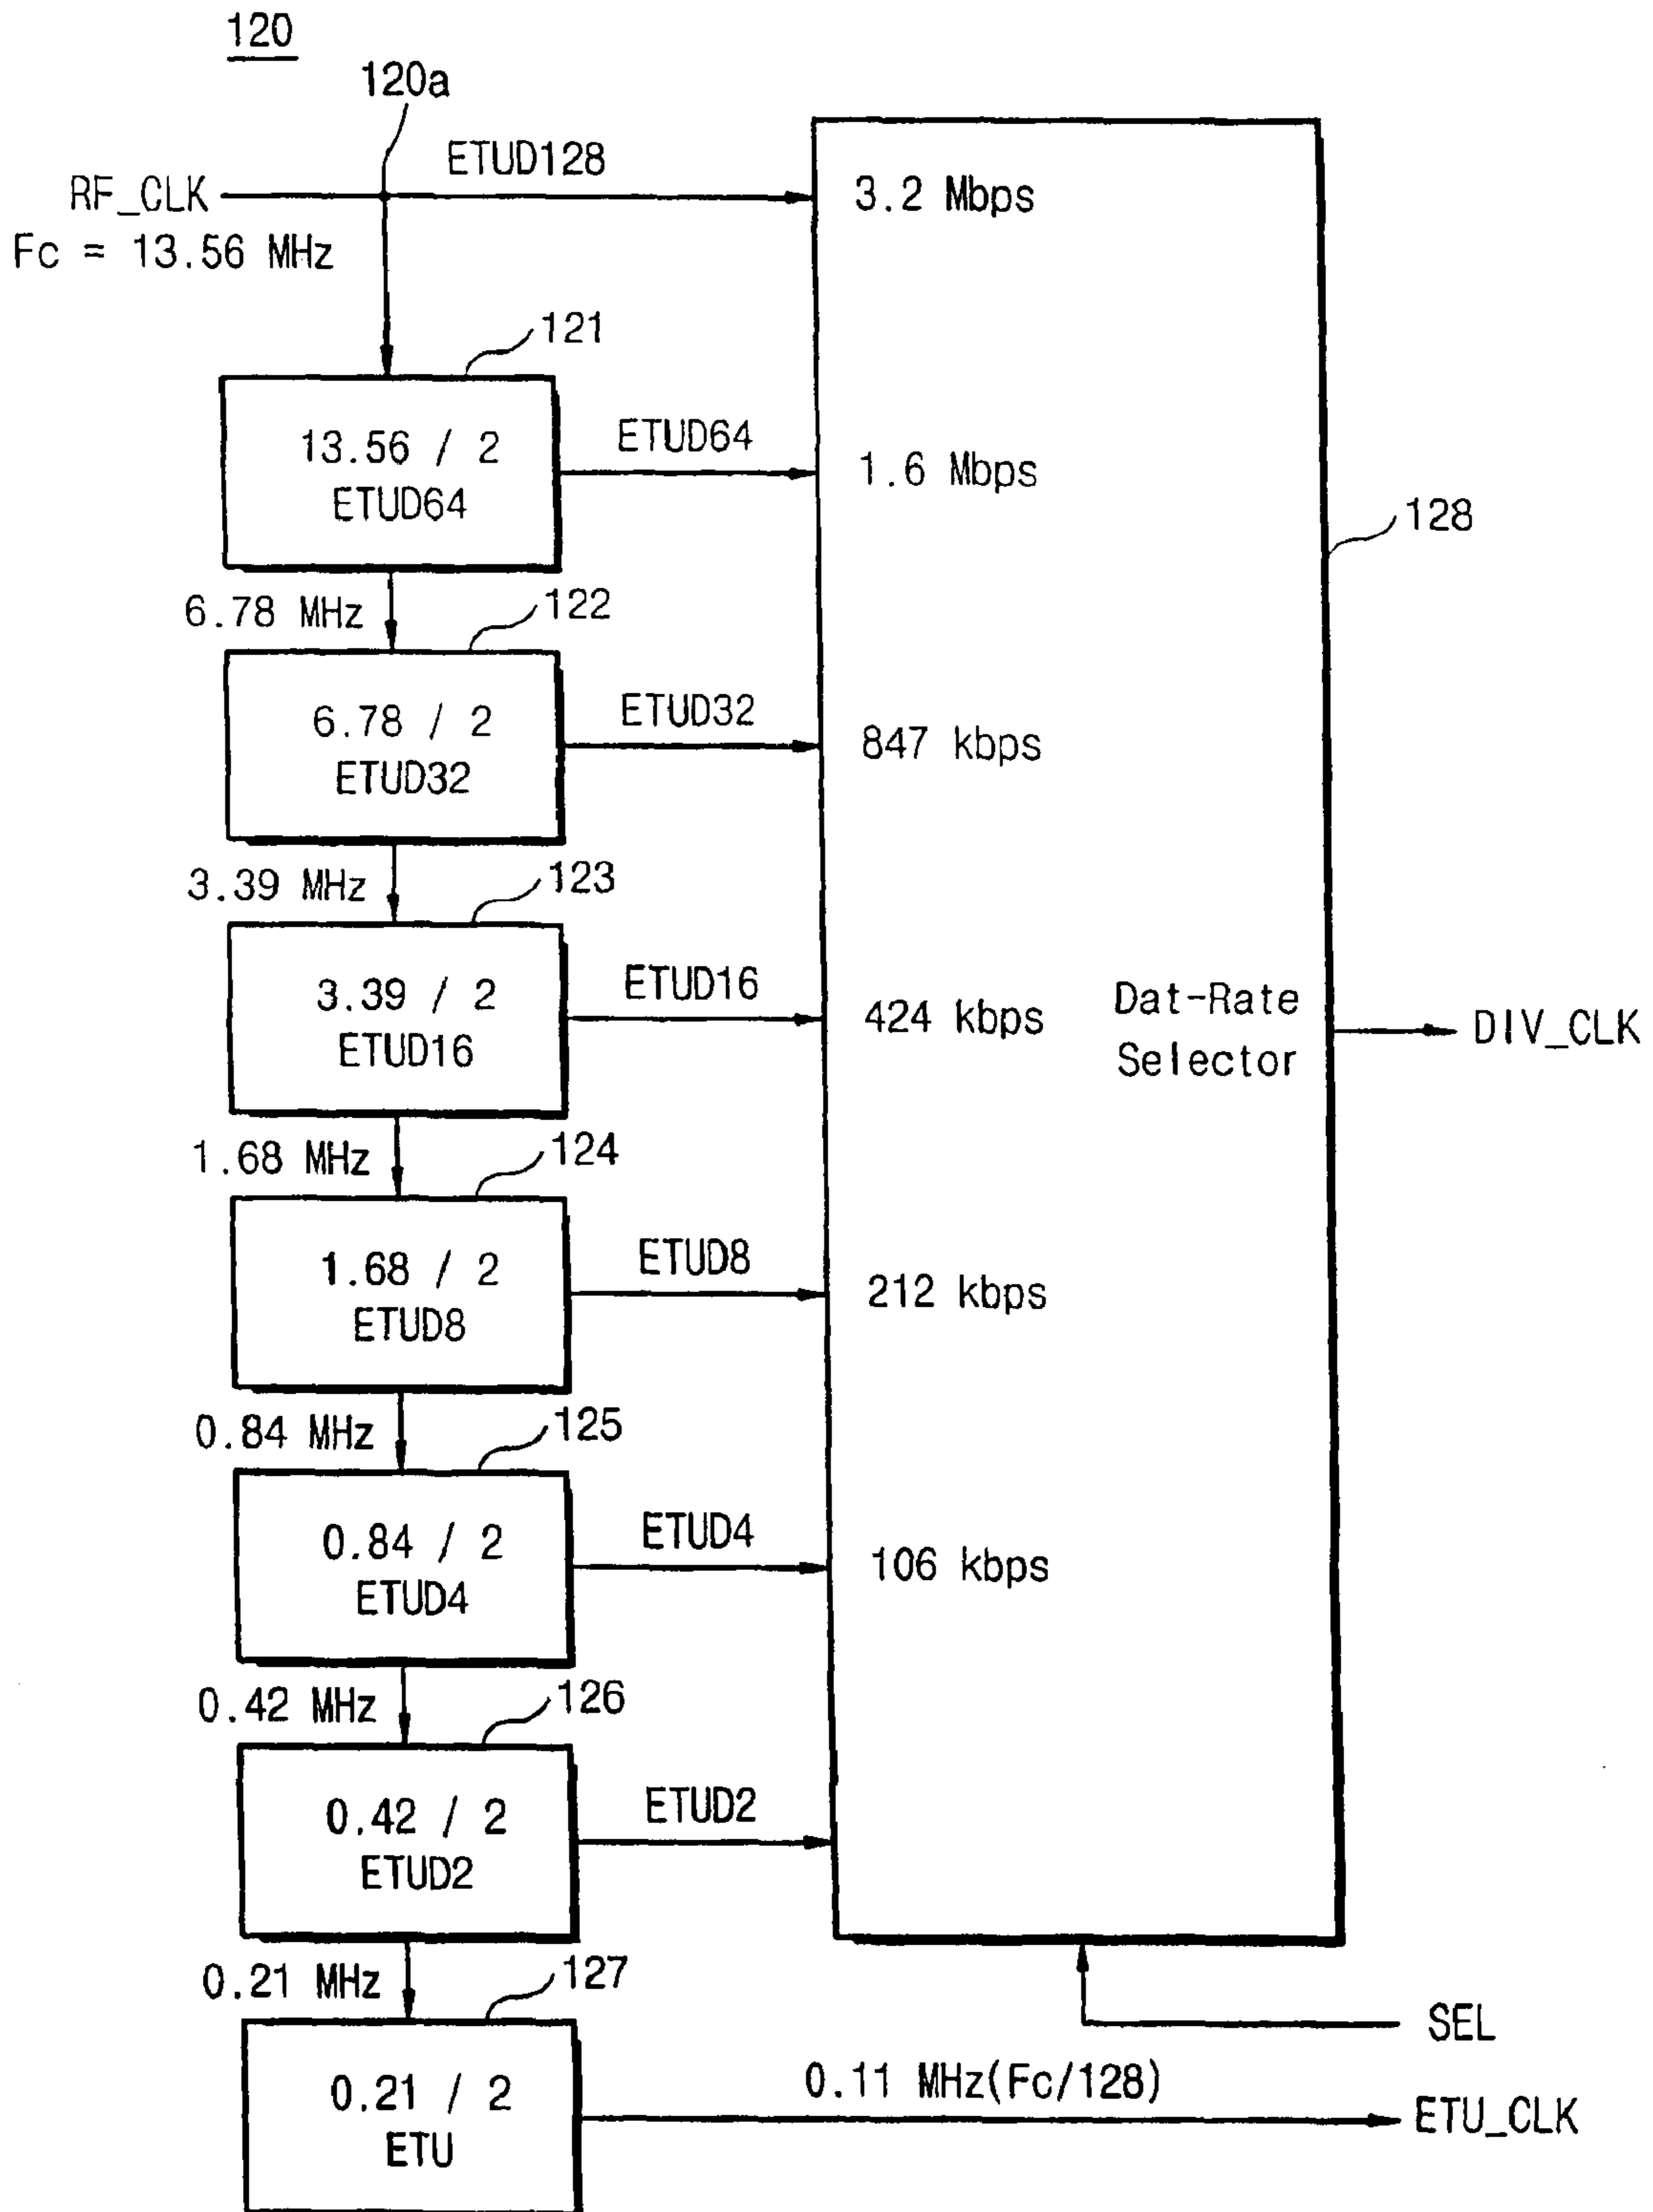 120
120a
RF_CLK
ETUD128
3.2 Mbps
Fc = 13.56 MHz
121
13.56 / 2
ETUD64
ETUD64
1.6 Mbps
128
6.78 MHz
122
6.78 / 2
ETUD32
ETUD32
847 kbps
3.39 MHz
123
3.39 / 2
ETUD16
ETUD16
424 kbps
Dat-Rate
Selector
DIV_CLK
1.68 MHz
124
1.68 / 2
ETUD8
ETUD8
212 kbps
0.84 MHz
125
0.84 / 2
ETUD4
ETUD4
106 kbps
0.42 MHz
126
0.42 / 2
ETUD2
ETUD2
0.21 MHz
127
SEL
0.21 / 2
ETU
0.11 MHz(Fc/128)
ETU_CLK